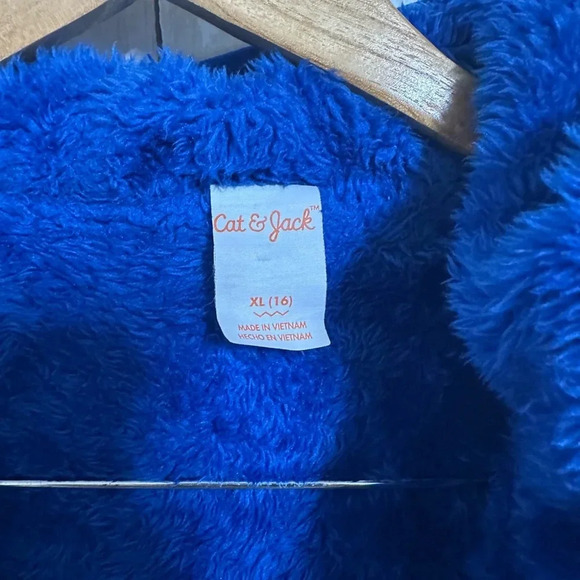 Cat & Jack™
XL (16)
MADE IN VIETNAM
HECHO EN VIETNAM